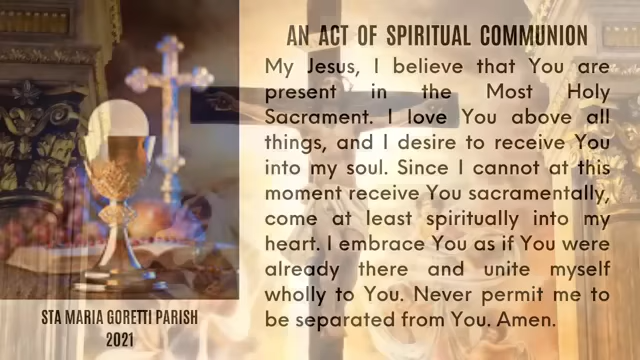 AN ACT OF SPIRITUAL COMMUNION
My Jesus, I believe that You are
present in the Most Holy
Sacrament. I love You above all
things, and I desire to receive You
into my soul. Since I cannot at this
moment receive You sacramentally,
come at least spiritually into my
heart. I embrace You as if You were
already there and unite myself
wholly to You. Never permit me to
be separated from You. Amen.
STA MARIA GORETTI PARISH
2021